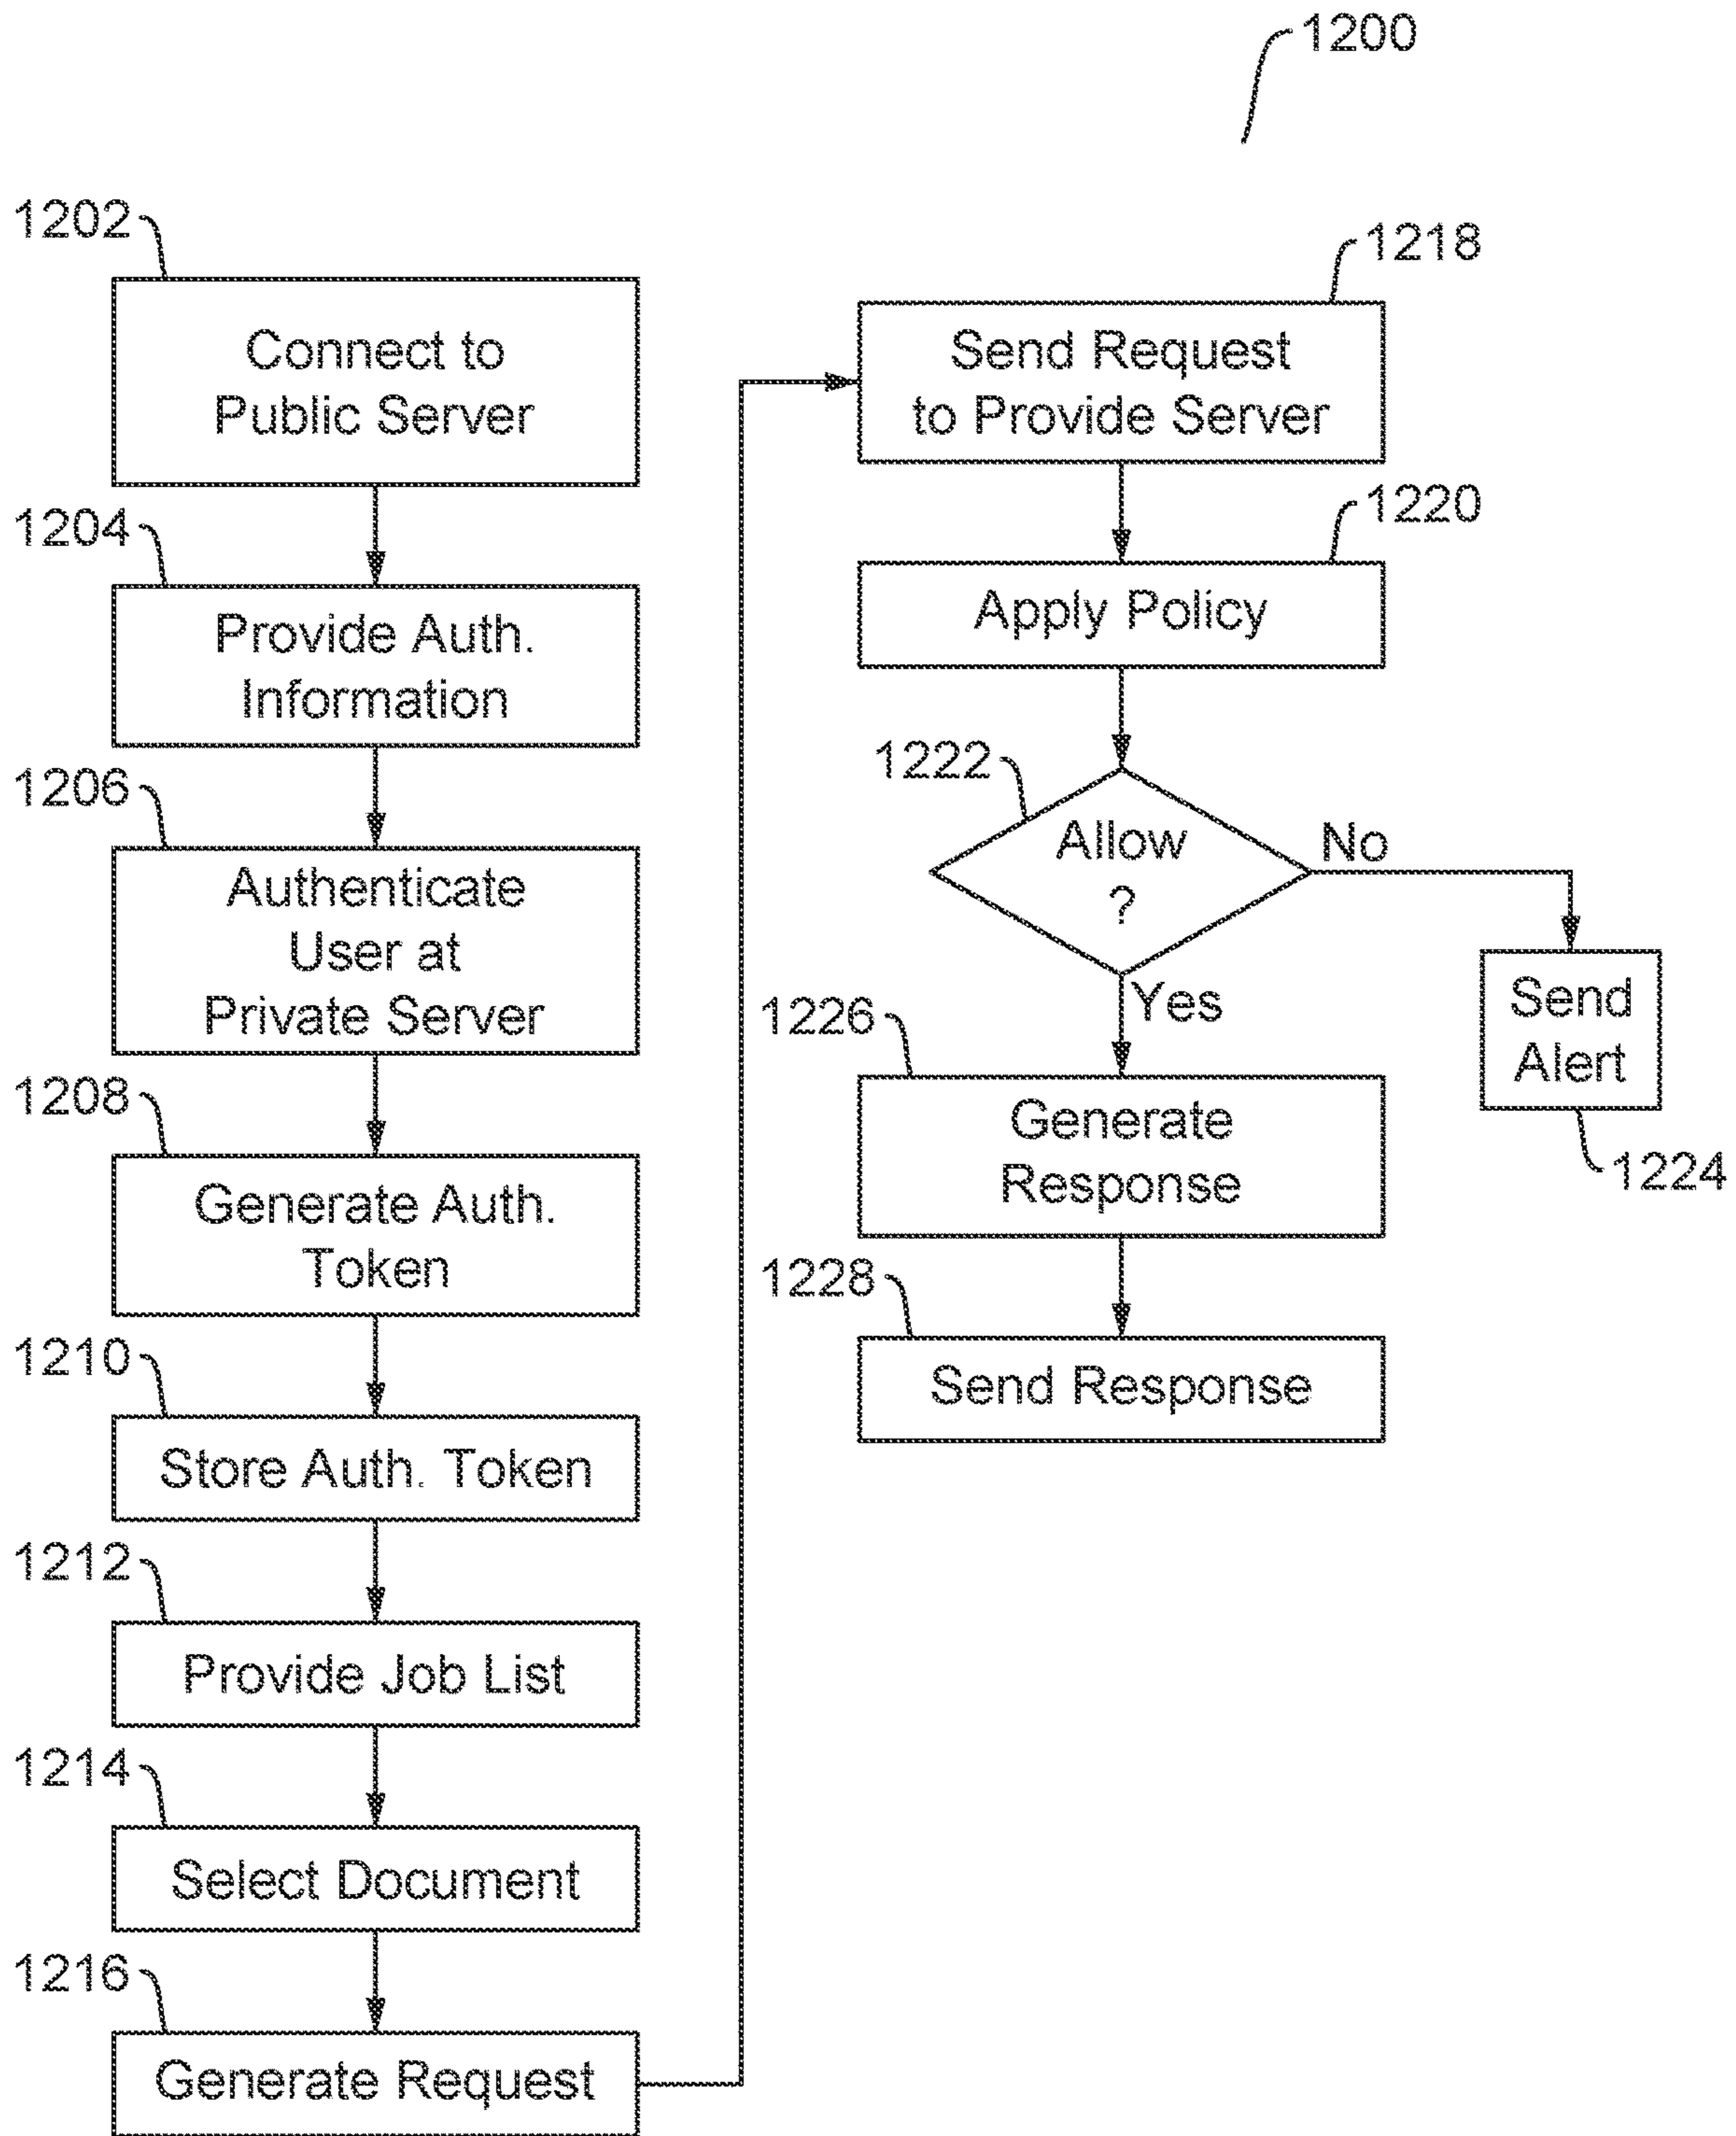 1200
1202
Connect to
Public Server
1204
Provide Auth.
Information
1206
Authenticate
User at
Private Server
1208
Generate Auth.
Token
1210
Store Auth. Token
1212
Provide Job List
1214
Select Document
1216
Generate Request
1218
Send Request
to Provide Server
1220
Apply Policy
1222
Allow
?
No
Send
Alert
1224
Yes
1226
Generate
Response
1228
Send Response